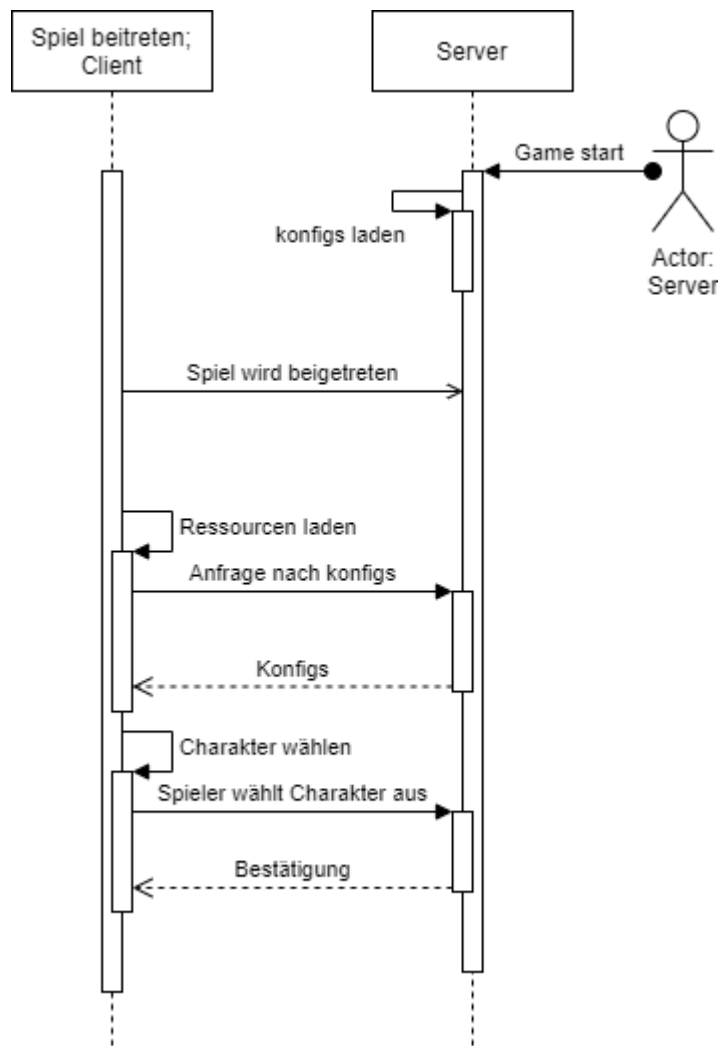 Spiel beitreten;
Client
Server
Game start
Actor:
Server
konfigs laden
Spiel wird beigetreten
Ressourcen laden
Anfrage nach konfigs
Konfigs
Charakter wählen
Spieler wählt Charakter aus
Bestätigung